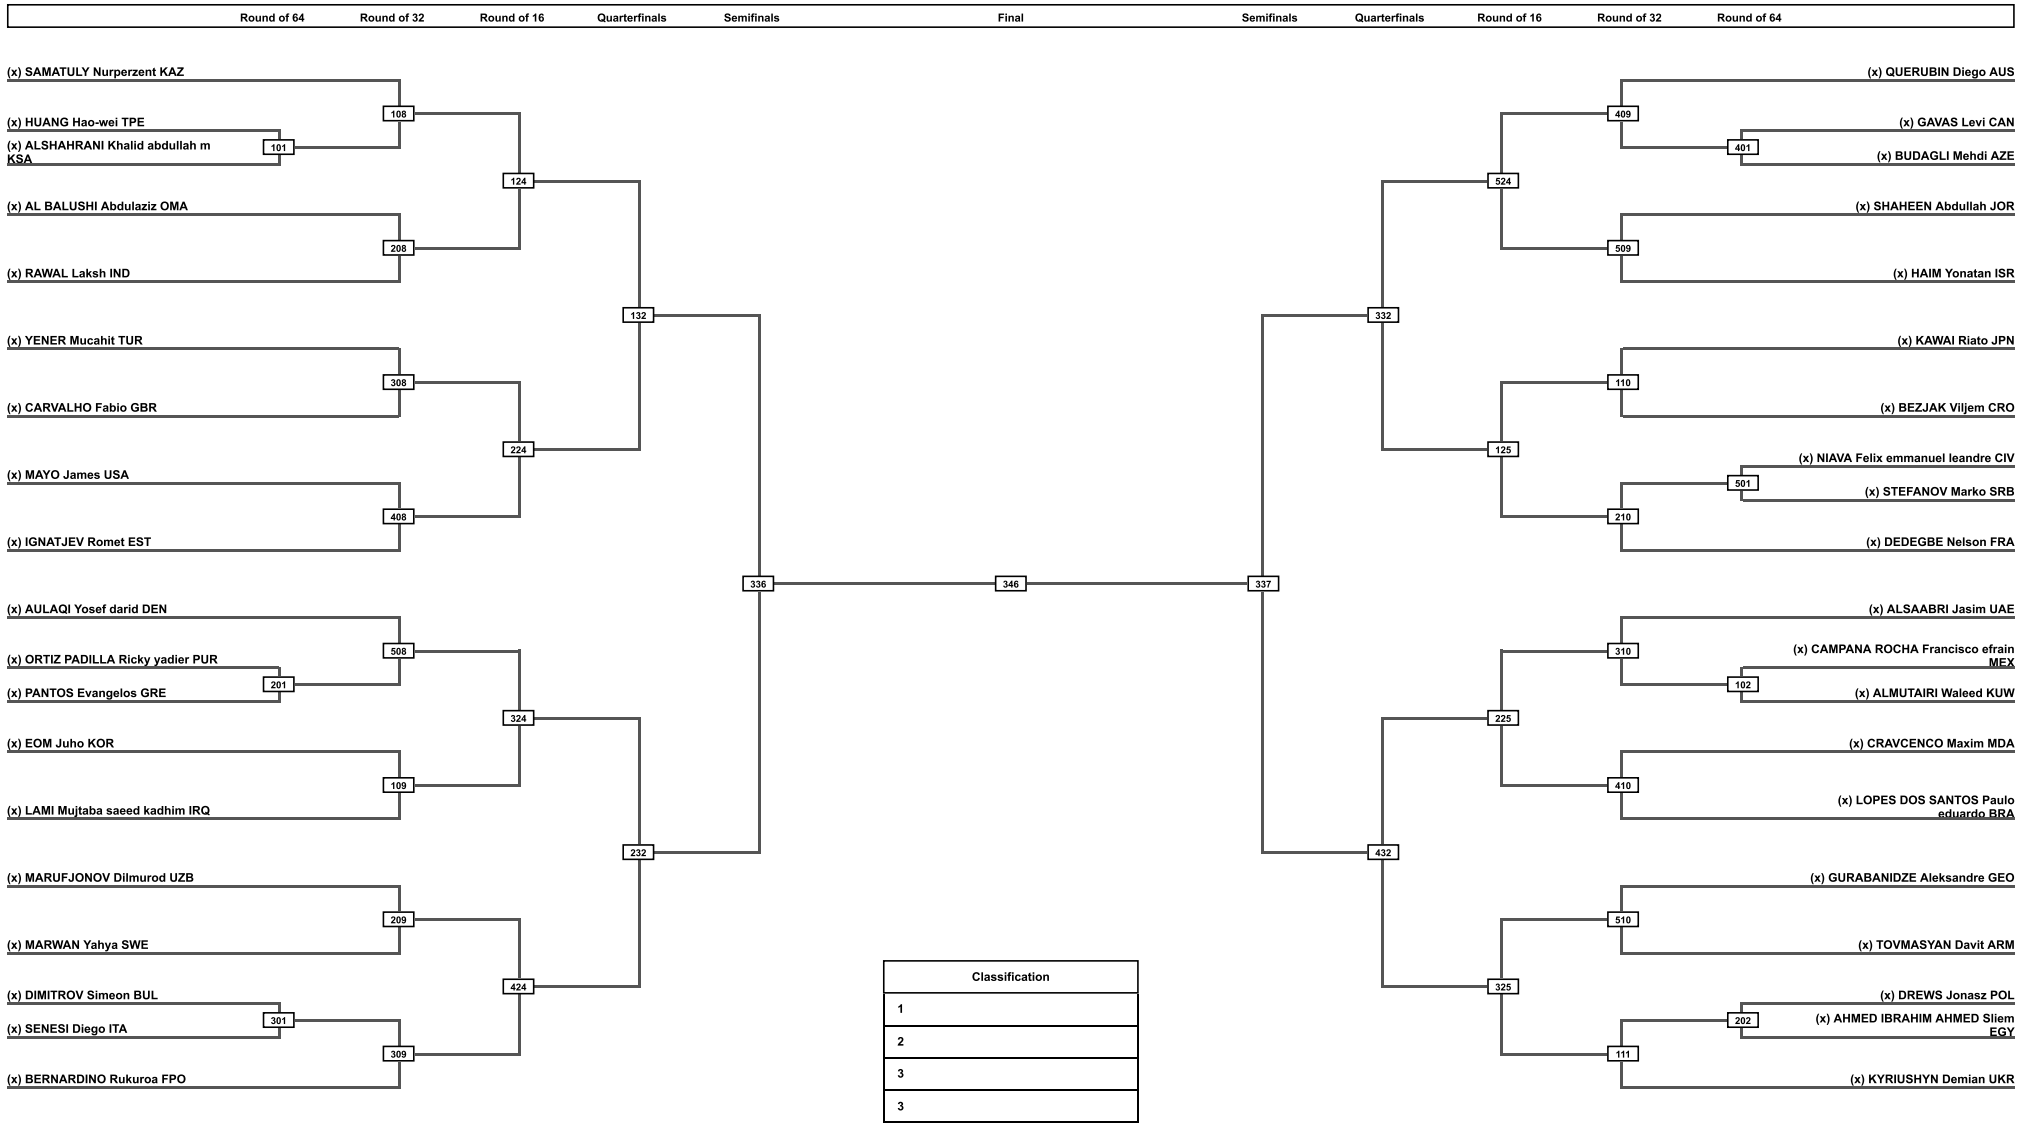 Round of 64 Round of 32 Round of 16 Quarterfinals Semifinals Final Semifinals Quarterfinals Round of 16 Round of 32 Round of 64
(x) SAMATULY Nurperzent KAZ
108
(x) HUANG Hao-wei TPE
101
(x) ALSHAHRANI Khalid abdullah m
KSA
124
(x) AL BALUSHI Abdulaziz OMA
208
(x) RAWAL Laksh IND
132
(x) YENER Mucahit TUR
308
(x) CARVALHO Fabio GBR
224
(x) MAYO James USA
408
(x) IGNATJEV Romet EST
336
(x) AULAQI Yosef darid DEN
508
(x) ORTIZ PADILLA Ricky yadier PUR
201
(x) PANTOS Evangelos GRE
324
(x) EOM Juho KOR
109
(x) LAMI Mujtaba saeed kadhim IRQ
232
(x) MARUFJONOV Dilmurod UZB
209
(x) MARWAN Yahya SWE
424
(x) DIMITROV Simeon BUL
301
(x) SENESI Diego ITA
309
(x) BERNARDINO Rukuroa FPO
346
(x) QUERUBIN Diego AUS
409
(x) GAVAS Levi CAN
401
(x) BUDAGLI Mehdi AZE
524
(x) SHAHEEN Abdullah JOR
509
(x) HAIM Yonatan ISR
332
(x) KAWAI Riato JPN
110
(x) BEZJAK Viljem CRO
125
(x) NIAVA Felix emmanuel leandre CIV
501
(x) STEFANOV Marko SRB
210
(x) DEDEGBE Nelson FRA
337
(x) ALSAABRI Jasim UAE
310
(x) CAMPANA ROCHA Francisco efrain
MEX
102
(x) ALMUTAIRI Waleed KUW
225
(x) CRAVCENCO Maxim MDA
410
(x) LOPES DOS SANTOS Paulo
eduardo BRA
432
(x) GURABANIDZE Aleksandre GEO
510
(x) TOVMASYAN Davit ARM
325
(x) DREWS Jonasz POL
202
(x) AHMED IBRAHIM AHMED Sliem
EGY
111
(x) KYRIUSHYN Demian UKR
Classification
1
2
3
3